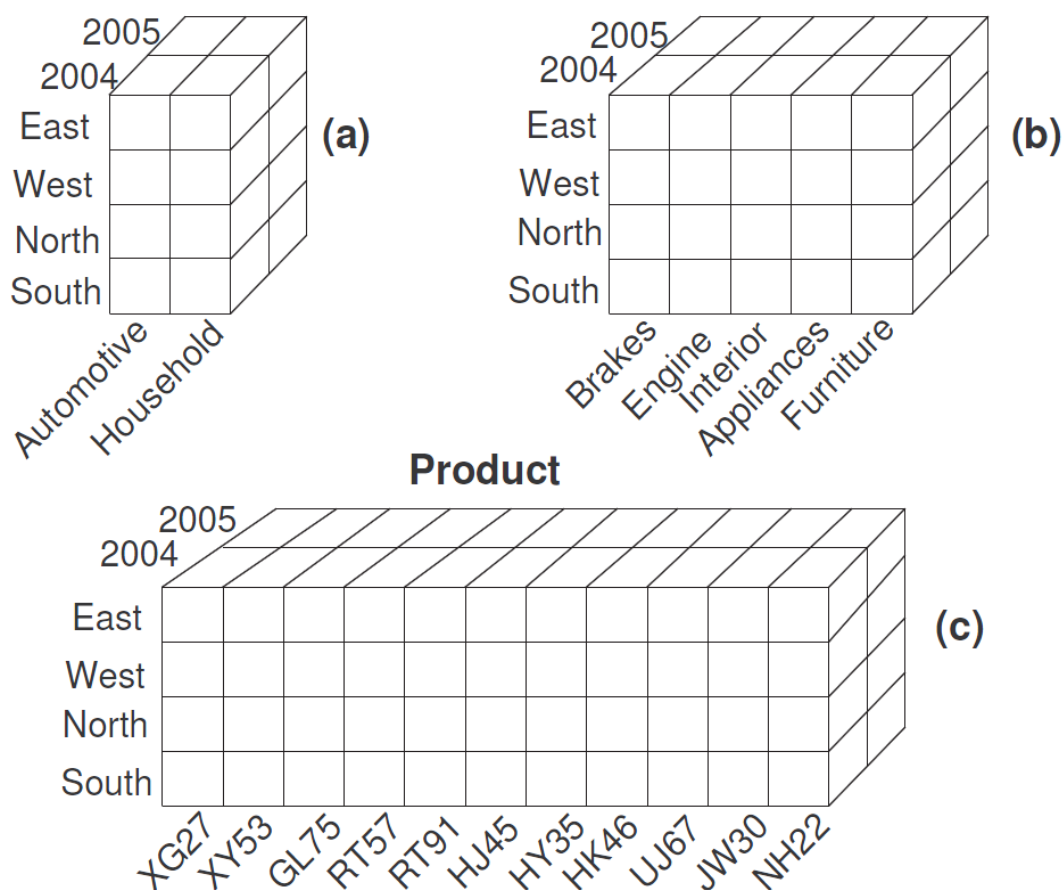 2005
2004
East
West
North
South
Automotive
Household
(a)
2005
2004
East
West
North
South
Brakes
Engine
Interior
Appliances
Furniture
(b)
Product
2005
2004
East
West
North
South
XG27
XY53
GL75
RT57
RT91
HJ45
HY35
HK46
UJ67
JW30
NH22
(c)